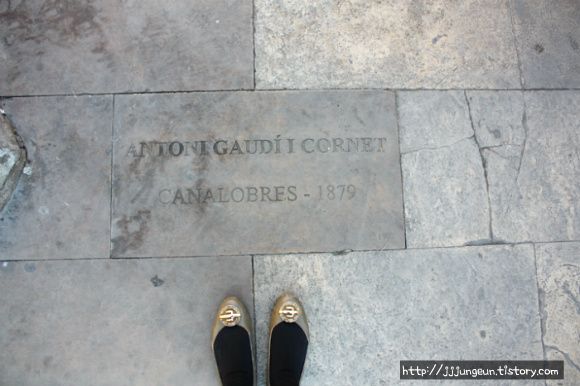 ANTONI GAUDÍ I CORNET
CANALOBRES - 1879
http://jjjungeun.tistory.com